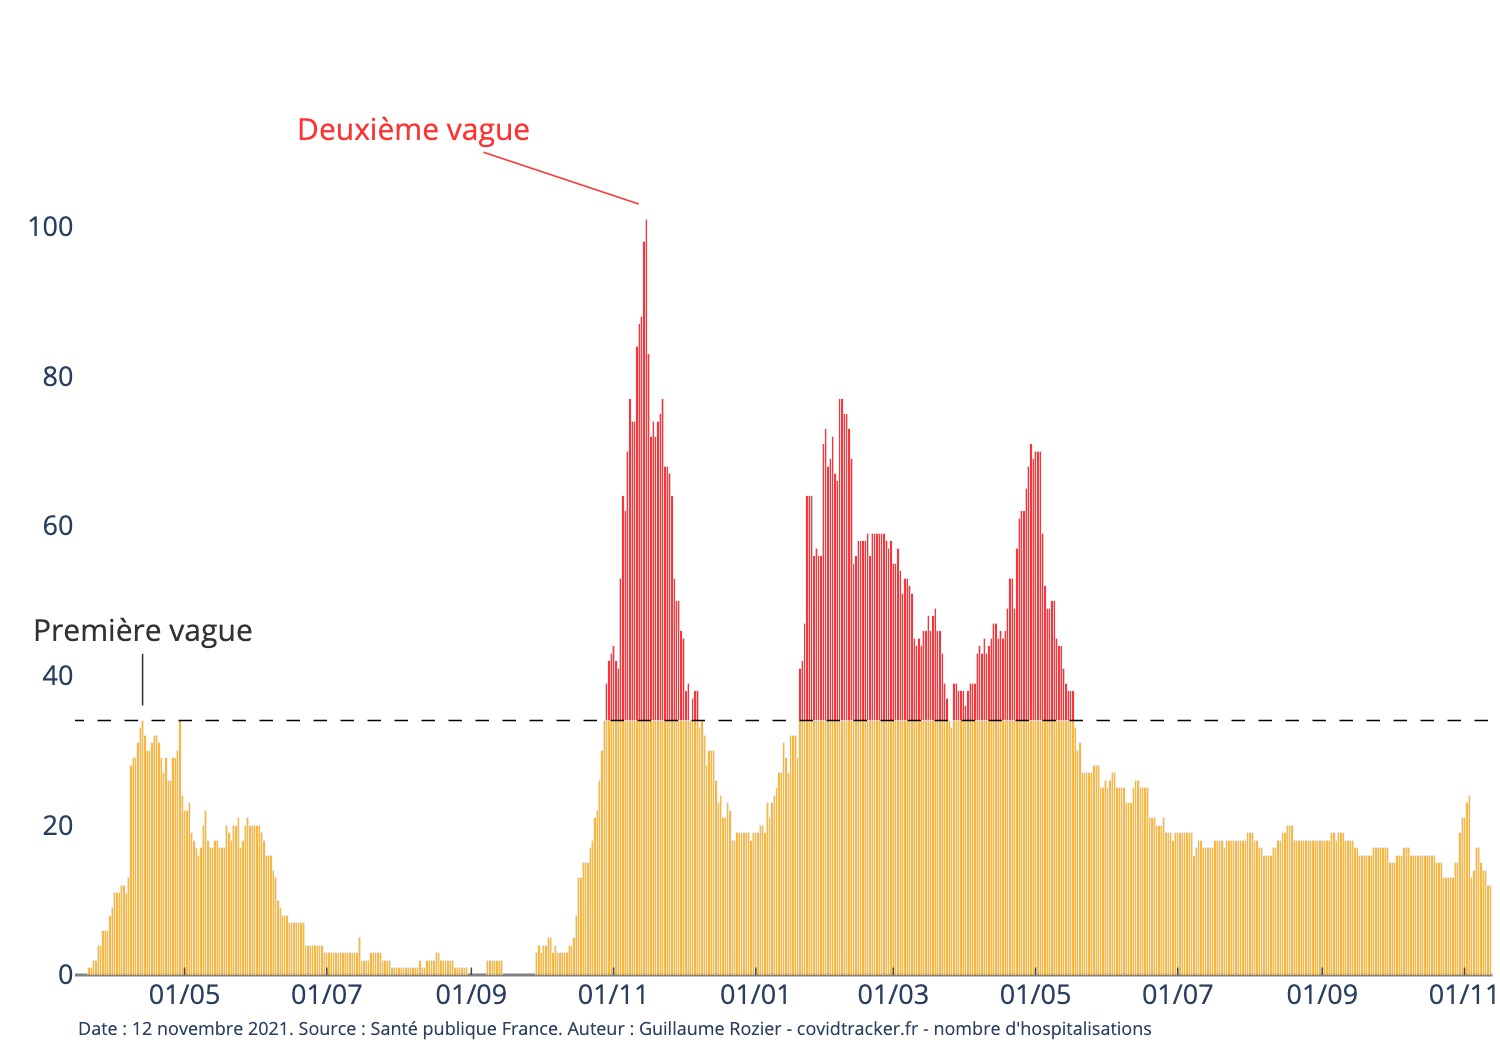 Deuxième vague
100
80
60
Première vague
40
20
0
01/05 01/07 01/09 01/11 01/01 01/03 01/05 01/07 01/09 01/11
Date : 12 novembre 2021. Source : Santé publique France. Auteur : Guillaume Rozier - covidtracker.fr - nombre d'hospitalisations